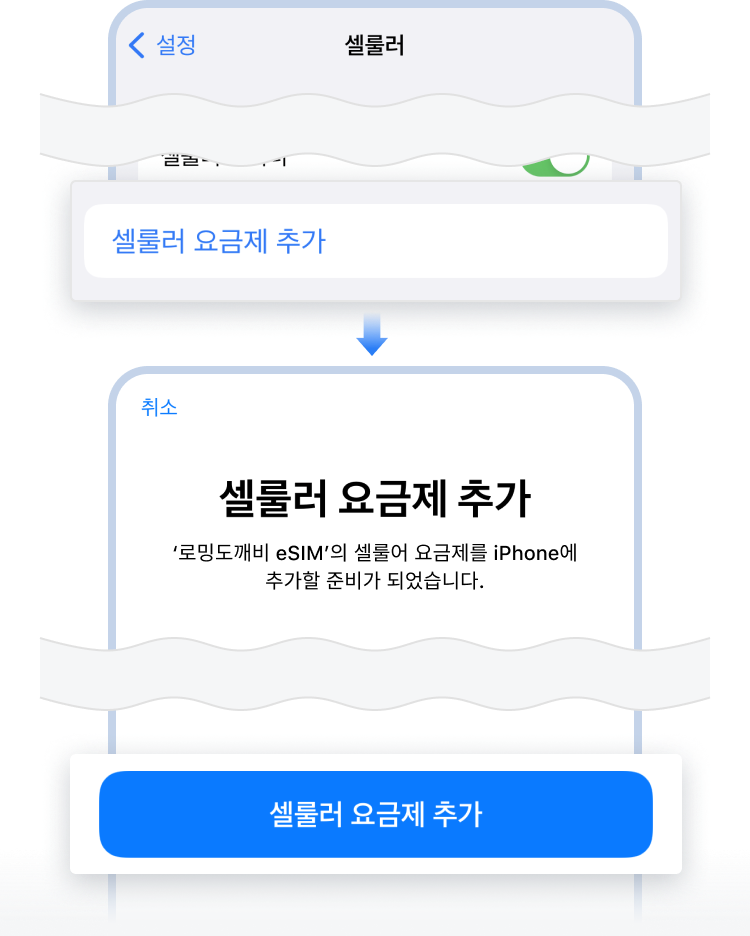 설정
셀룰러
셀룰러 요금제 추가
취소
셀룰러 요금제 추가
‘로밍도깨비 eSIM’의 셀룰어 요금제를 iPhone에
추가할 준비가 되었습니다.
셀룰러 요금제 추가